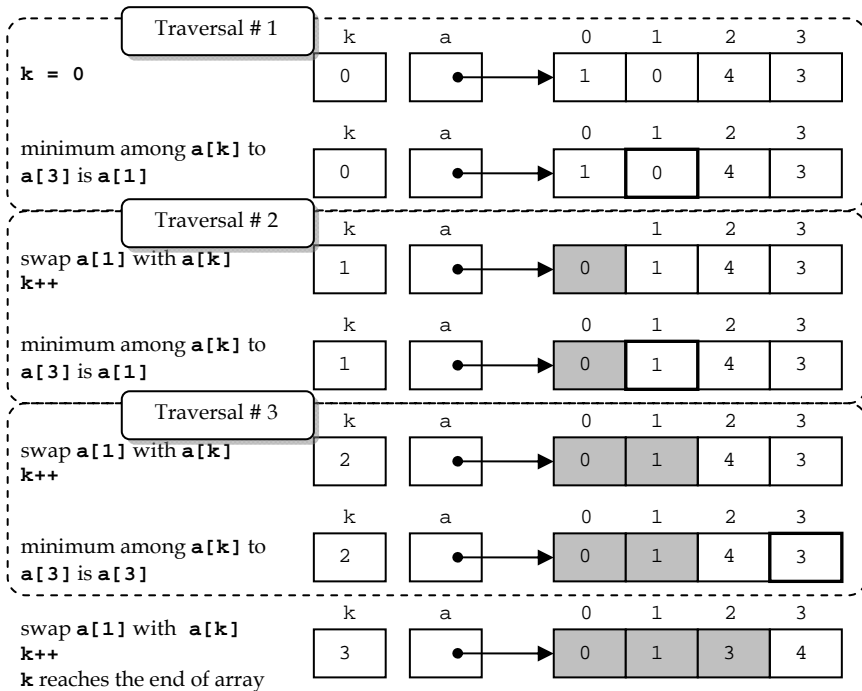 Traversal # 1
k a 0 1 2 3
k = 0
0 1 0 4 3
k a 0 1 2 3
minimum among a[k] to
a[3] is a[1]
0 1 0 4 3
Traversal # 2
k a 1 2 3
swap a[1] with a[k]
k++
1 0 1 4 3
k a 0 1 2 3
minimum among a[k] to
a[3] is a[1]
1 0 1 4 3
Traversal # 3
k a 0 1 2 3
swap a[1] with a[k]
k++
2 0 1 4 3
k a 0 1 2 3
minimum among a[k] to
a[3] is a[3]
2 0 1 4 3
k a 0 1 2 3
swap a[1] with a[k]
k++
k reaches the end of array
3 0 1 3 4